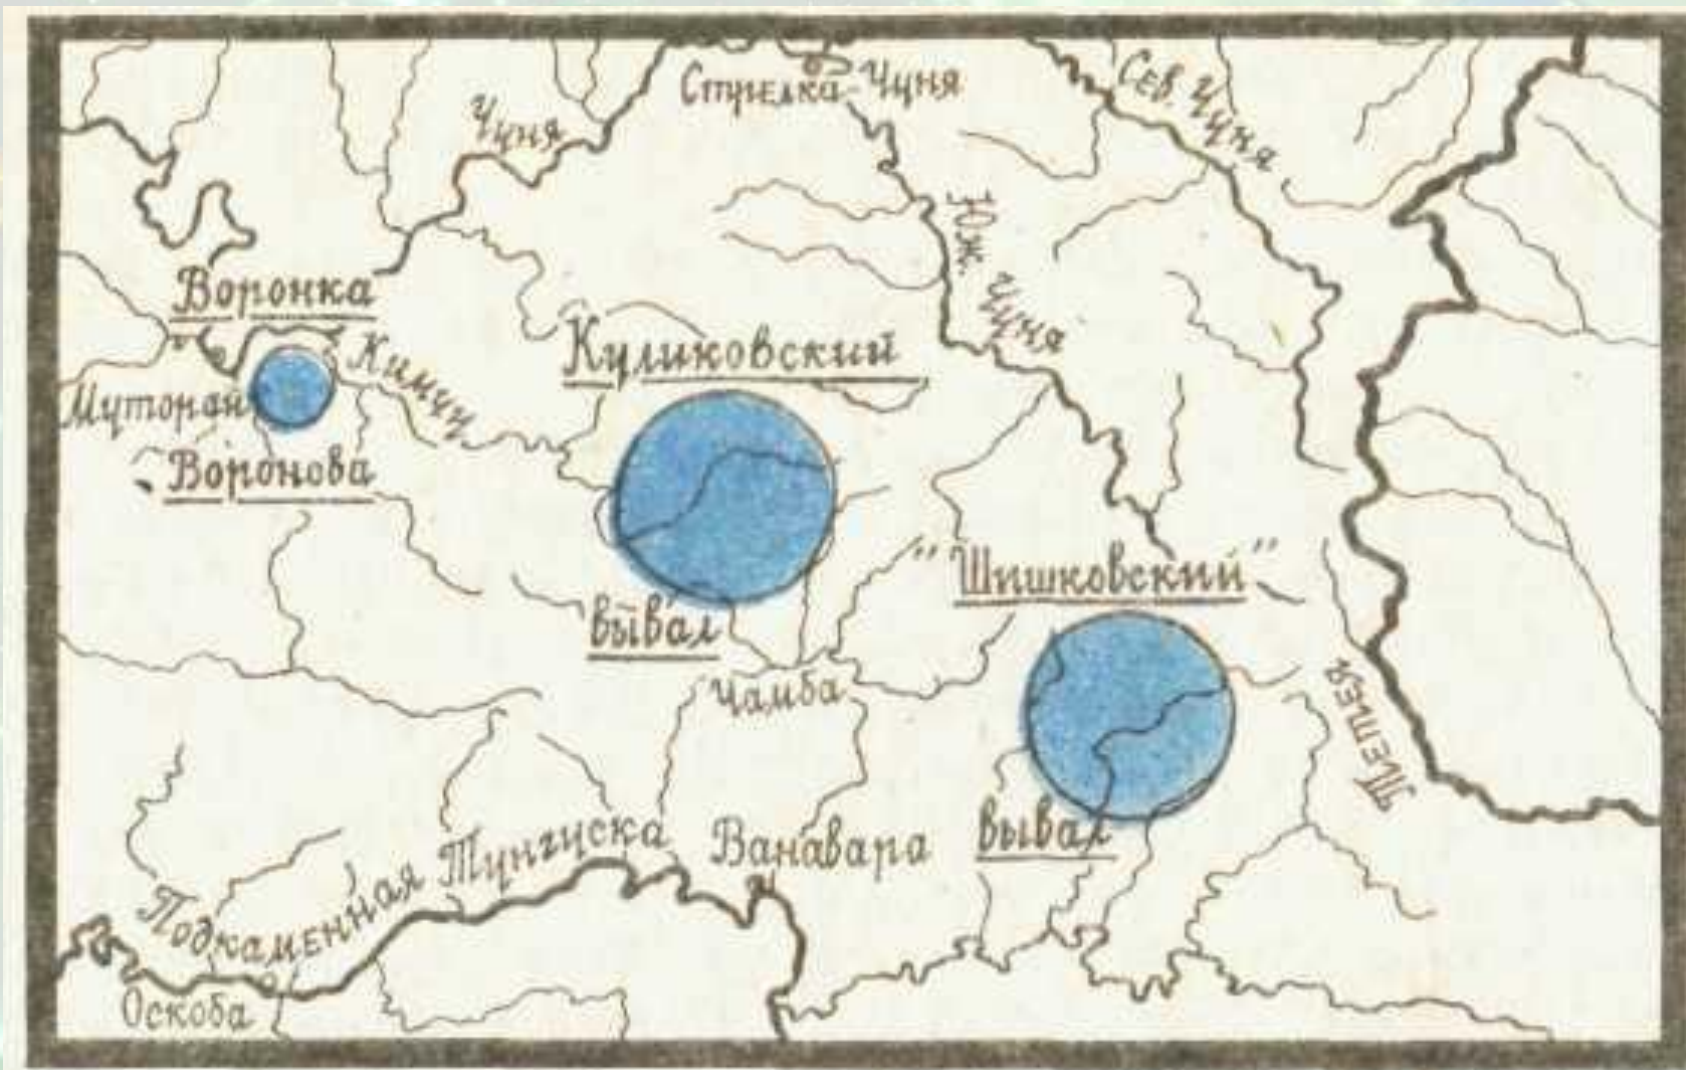 Стрелка-Чуня
Сев. Чуня
Чуня
Юж. Чуня
Воронка
Кимчу
Куликовский
Муторай
Воронова
"Шишковский"
вывал
Чамба
Тетея
вывал
Подкаменная Тунгуска
Ванавара
Оскоба